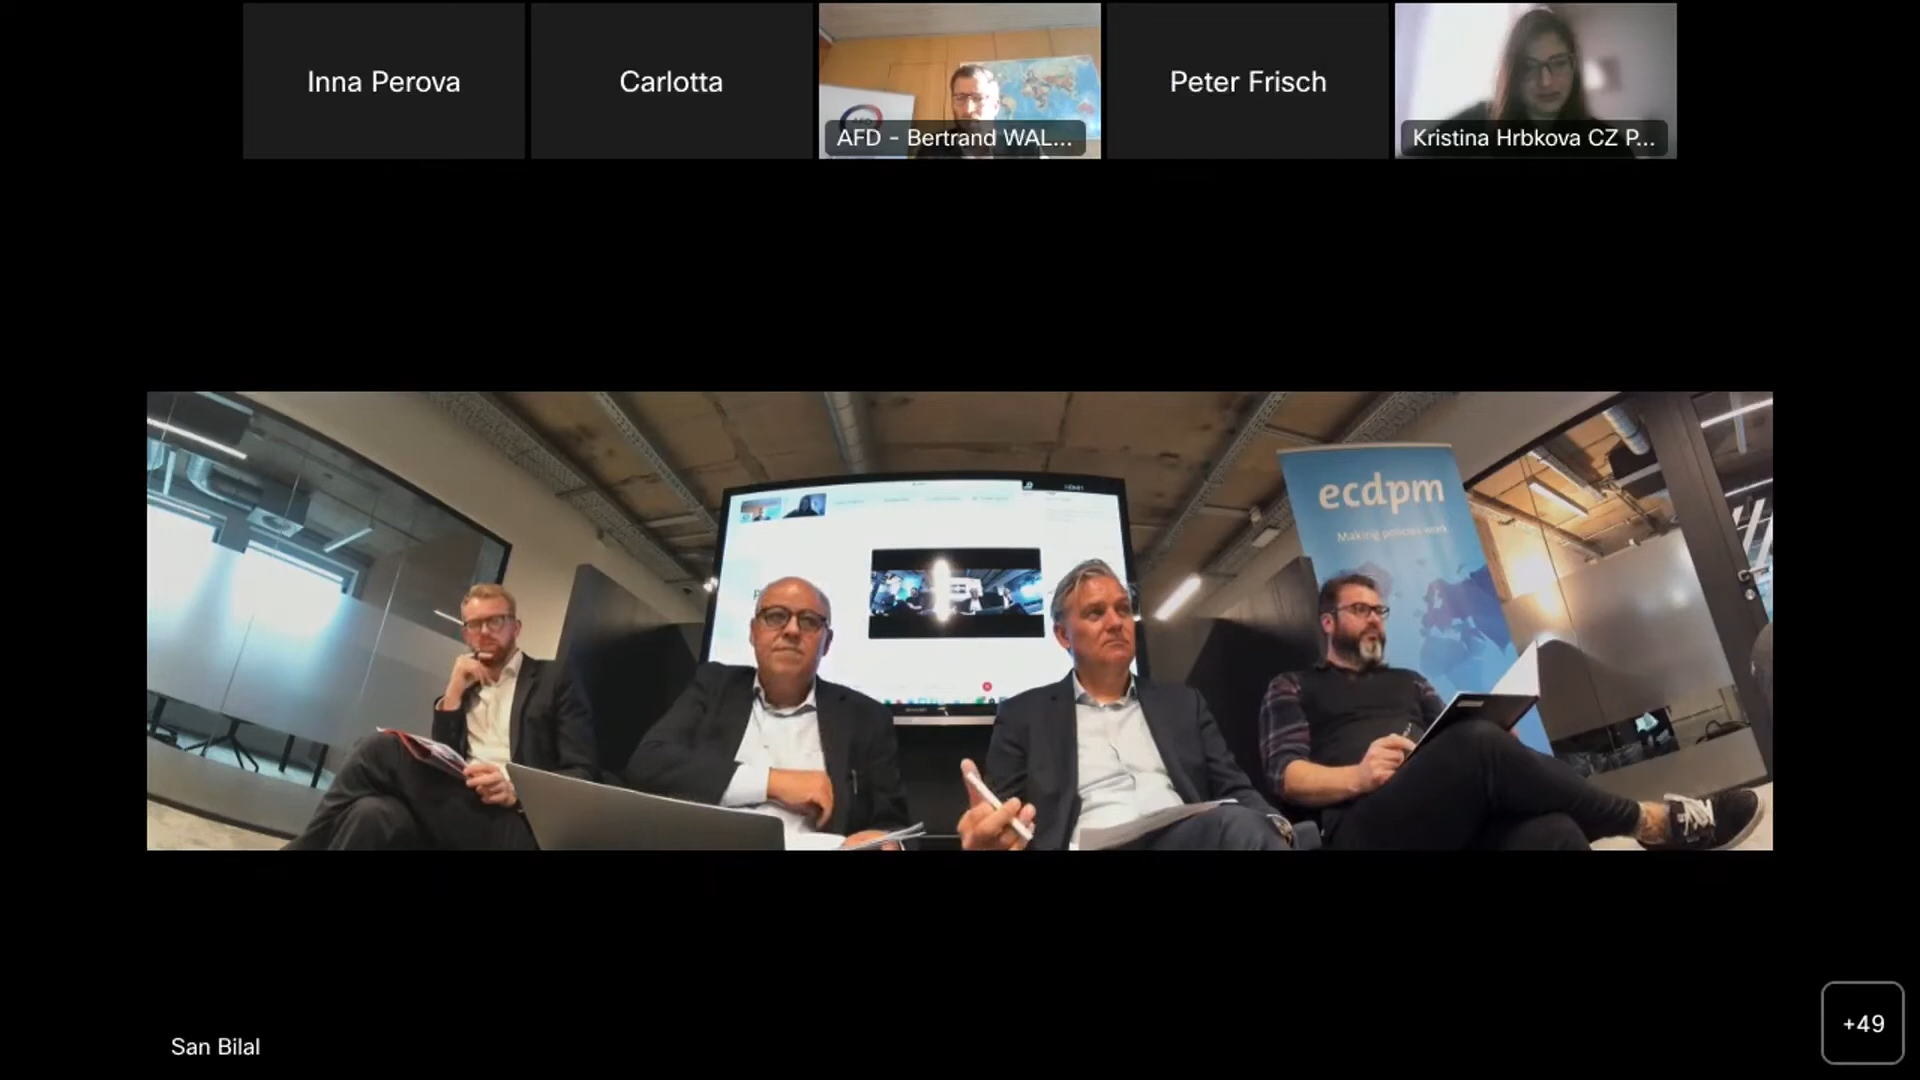 Inna Perova
Carlotta
AFD - Bertrand WAL...
Peter Frisch
Kristina Hrbkova CZ P...
ecdpm
Making policies work
San Bilal
+49